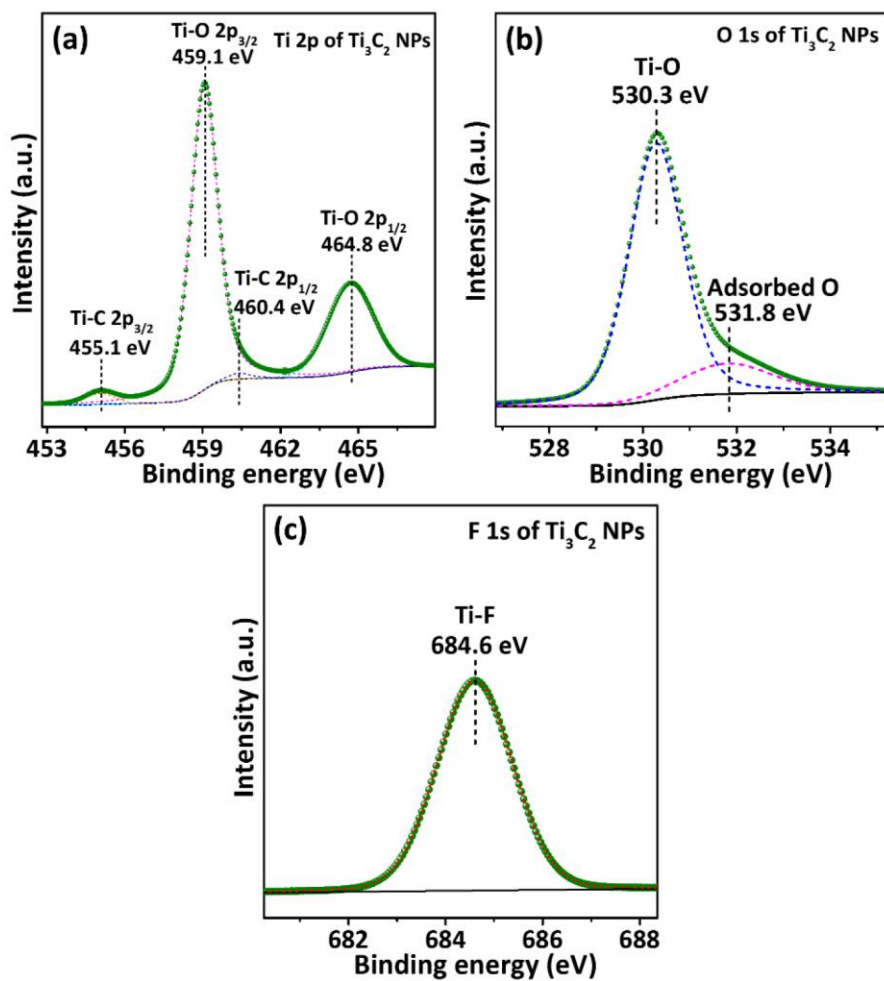 (a)
Ti-O 2p3/2
459.1 eV
Ti 2p of Ti3C2 NPs
Ti-O 2p1/2
464.8 eV
Ti-C 2p1/2
460.4 eV
Ti-C 2p3/2
455.1 eV
Intensity (a.u.)
453 456 459 462 465
Binding energy (eV)
(b)
O 1s of Ti3C2 NPs
Ti-O
530.3 eV
Adsorbed O
531.8 eV
Intensity (a.u.)
528 530 532 534
Binding energy (eV)
(c)
F 1s of Ti3C2 NPs
Ti-F
684.6 eV
Intensity (a.u.)
682 684 686 688
Binding energy (eV)